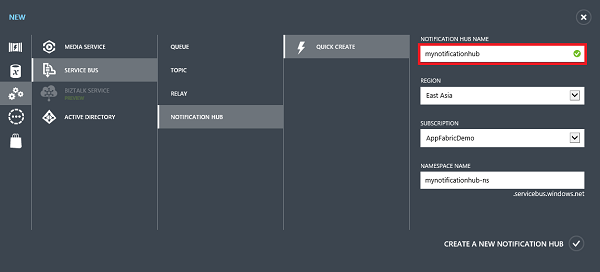 NEW
MEDIA SERVICE
SERVICE BUS
BIZTALK SERVICE
PREVIEW
ACTIVE DIRECTORY
QUEUE
TOPIC
RELAY
NOTIFICATION HUB
QUICK CREATE
NOTIFICATION HUB NAME
mynotificationhub
REGION
East Asia
SUBSCRIPTION
AppFabricDemo
NAMESPACE NAME
mynotificationhub-ns
.servicebus.windows.net
CREATE A NEW NOTIFICATION HUB